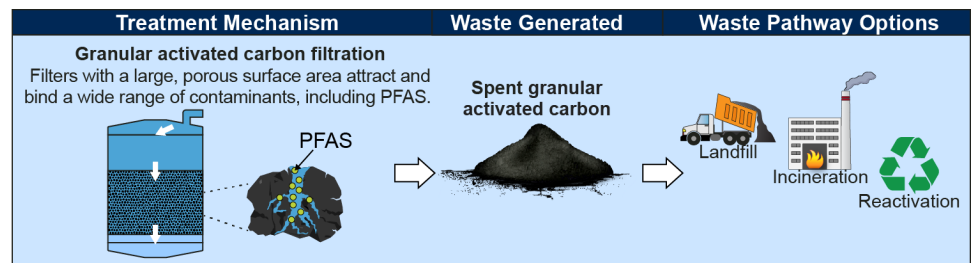 Treatment Mechanism
Waste Generated
Waste Pathway Options
Granular activated carbon filtration
Filters with a large, porous surface area attract and
bind a wide range of contaminants, including PFAS.
PFAS
Spent granular
activated carbon
Landfill
Incineration
Reactivation